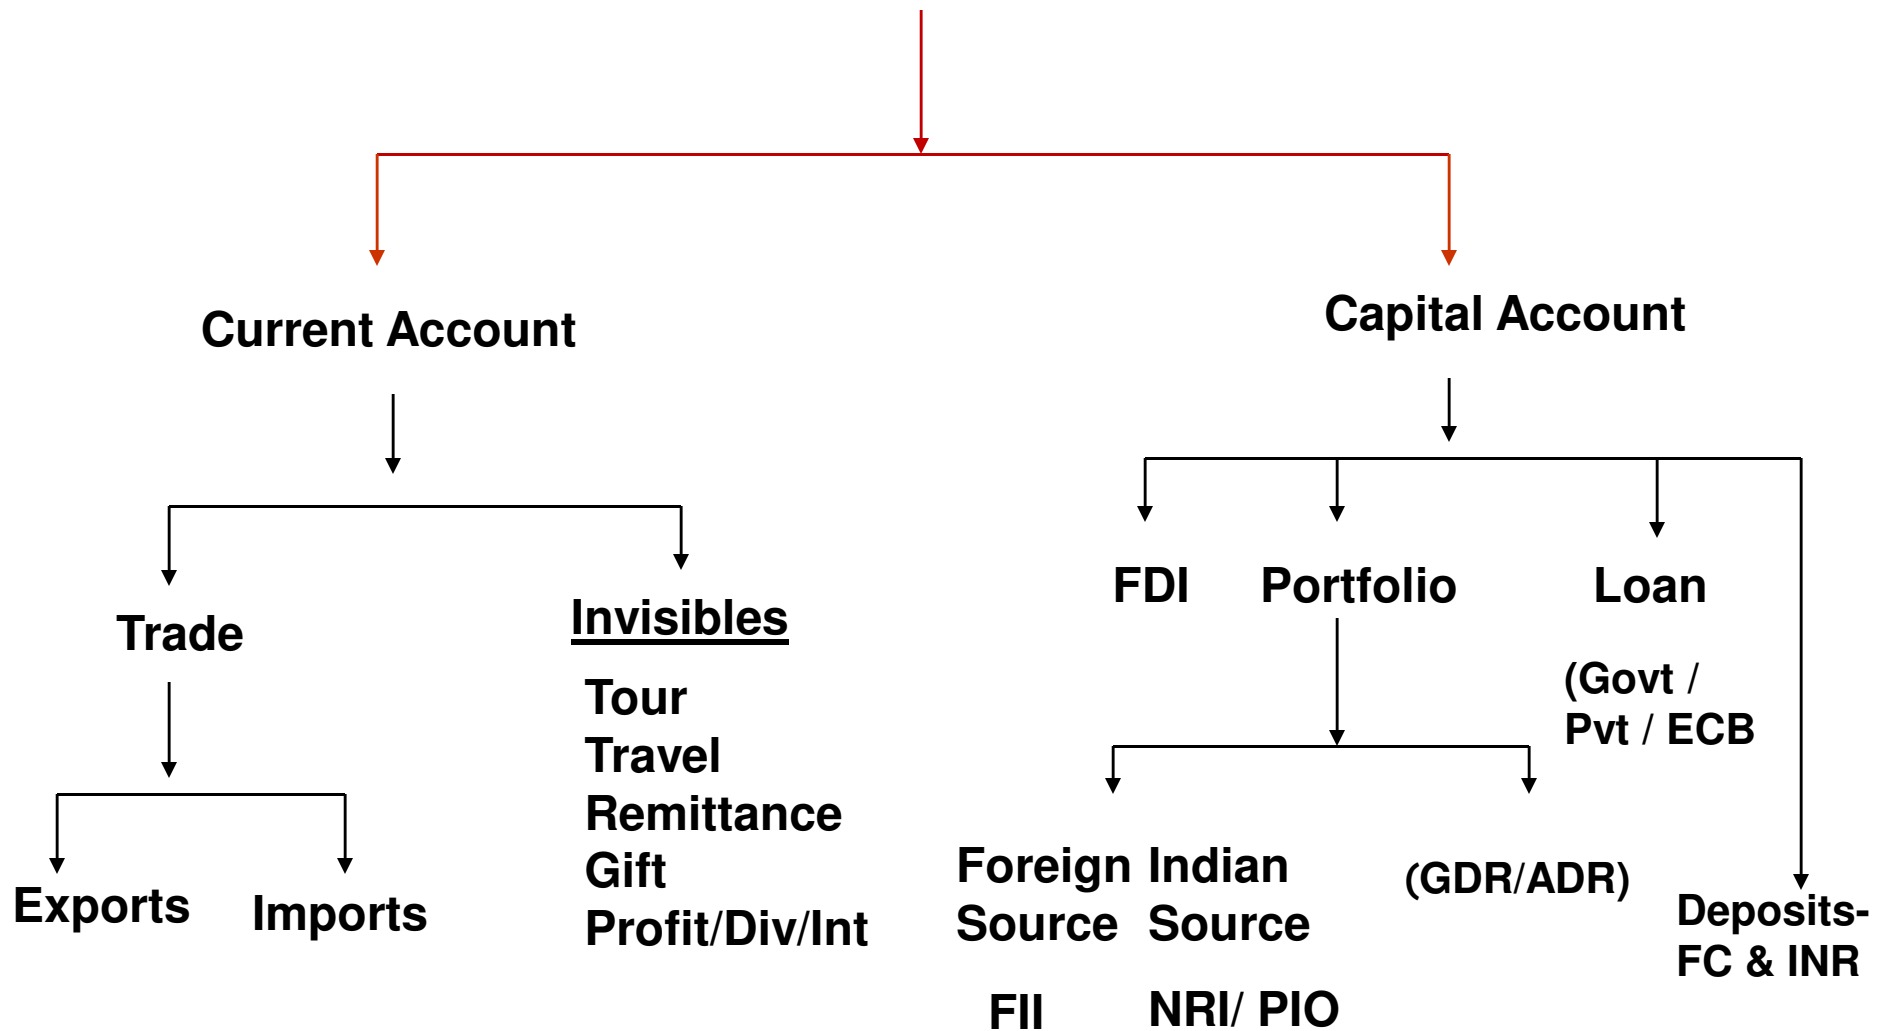 Current Account
Capital Account
Trade
Exports
Imports
Invisibles
Tour
Travel
Remittance
Gift
Profit/Div/Int
FDI
Portfolio
Loan
(Govt /
Pvt / ECB
Foreign
Source
FII
Indian
Source
NRI/ PIO
(GDR/ADR)
Deposits-
FC & INR